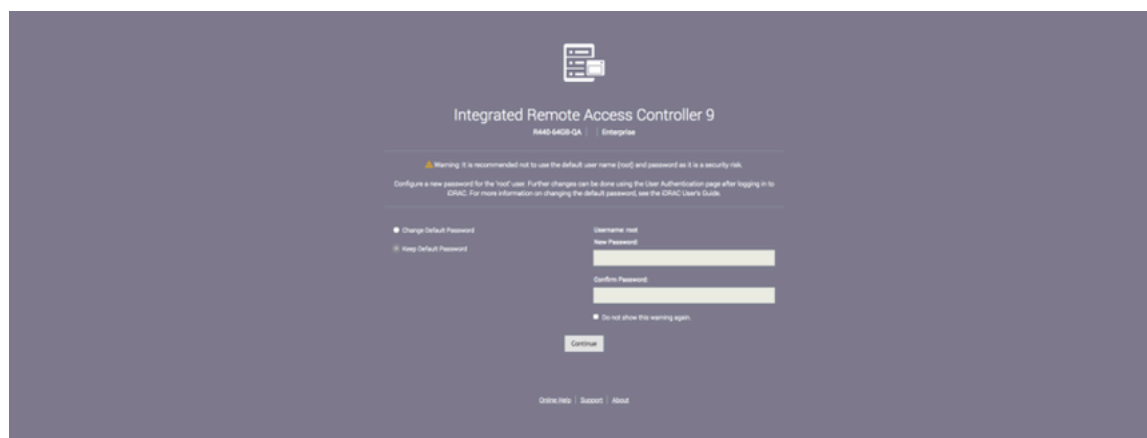 Integrated Remote Access Controller 9
R440-64GB-QA | | Enterprise
Warning: It is recommended not to use the default user name (root) and password as it is a security risk.
Configure a new password for the 'root' user. Further changes can be done using the User Authentication page after logging in to
iDRAC. For more information on changing the default password, see the iDRAC User's Guide.
Change Default Password
Keep Default Password
Username: root
New Password:
Confirm Password:
Do not show this warning again.
Continue
Online Help | Support | About